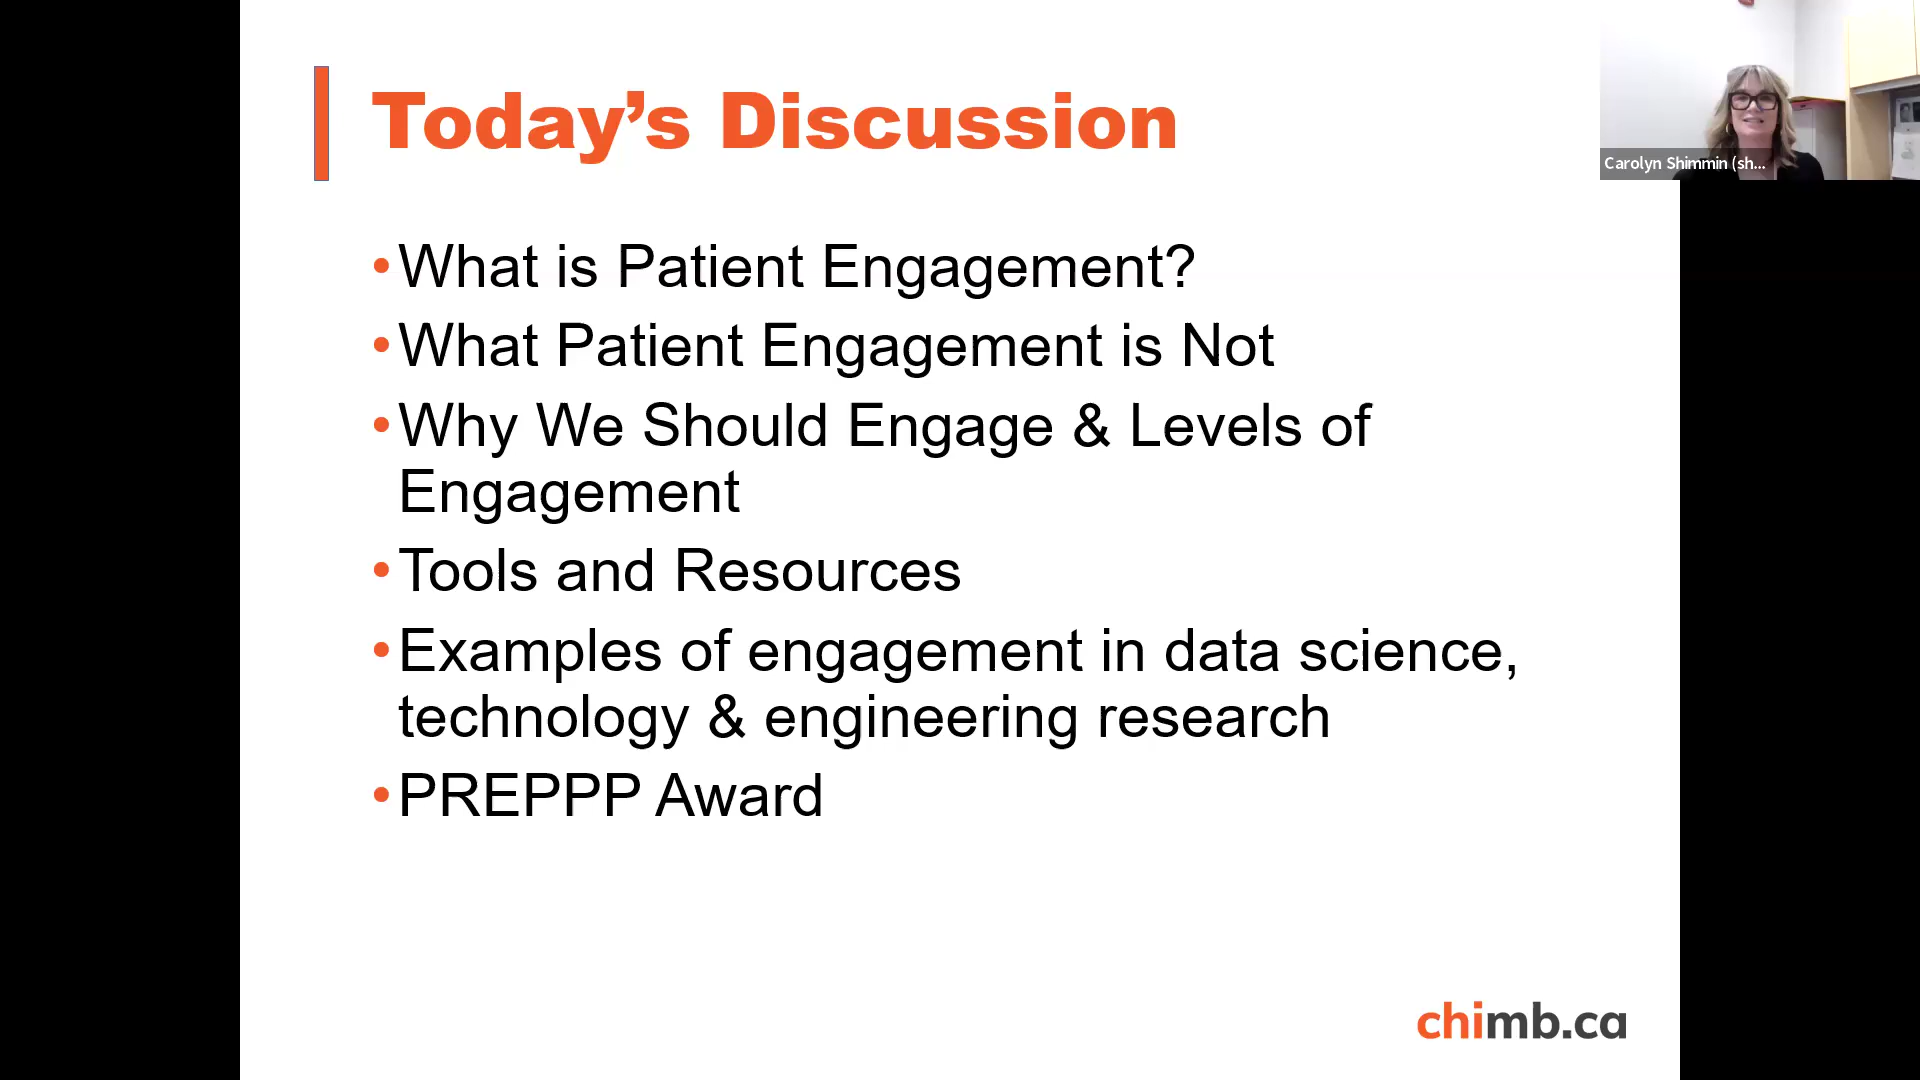 Today’s Discussion
Carolyn Shimmin (sh...
•What is Patient Engagement?
•What Patient Engagement is Not
•Why We Should Engage & Levels of
Engagement
•Tools and Resources
•Examples of engagement in data science,
technology & engineering research
•PREPPP Award
chimb.ca